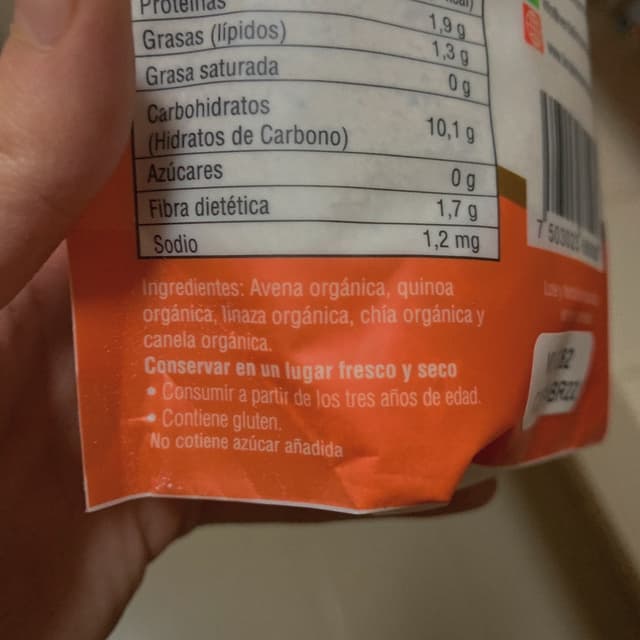 Proteínas 1,9 g
Grasas (lípidos) 1,3 g
Grasa saturada 0 g
Carbohidratos
(Hidratos de Carbono) 10,1 g
Azúcares 0 g
Fibra dietética 1,7 g
Sodio 1,2 mg
Ingredientes: Avena orgánica, quinoa
orgánica, linaza orgánica, chía orgánica y
canela orgánica.
Conservar en un lugar fresco y seco
• Consumir a partir de los tres años de edad.
• Contiene gluten.
No cotiene azúcar añadida